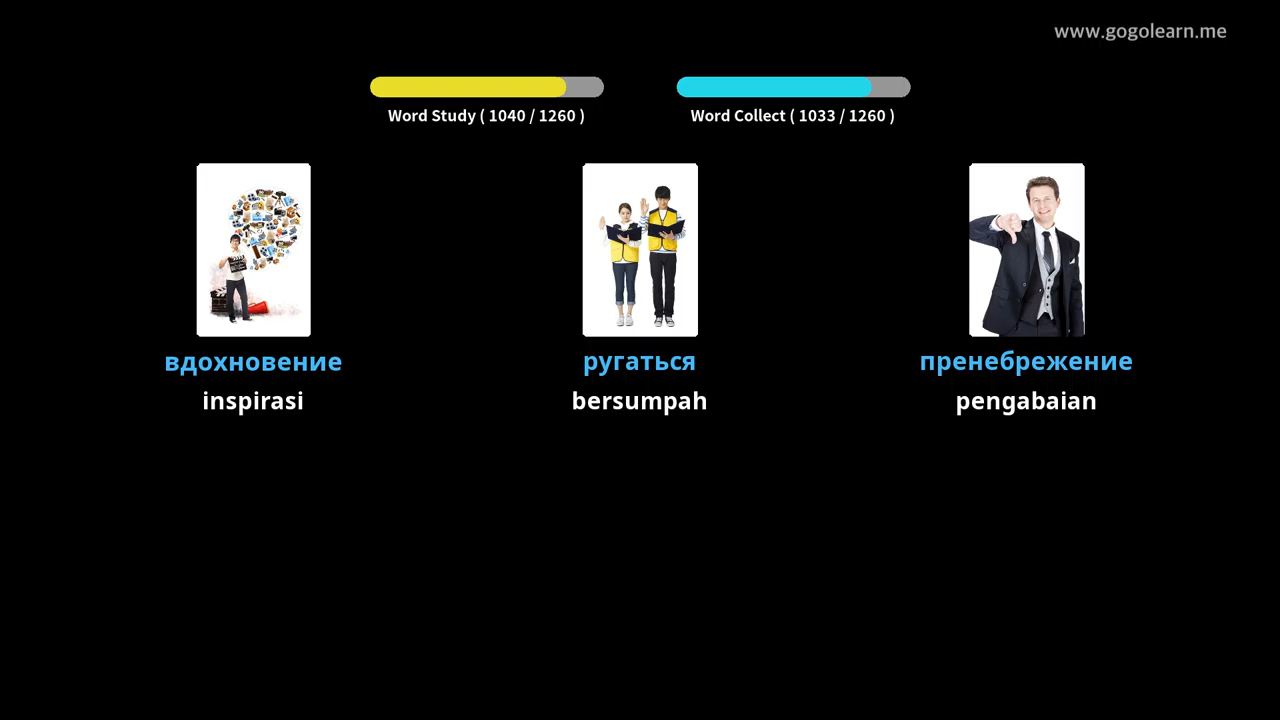 www.gogolearn.me
Word Study ( 1040 / 1260 )
Word Collect ( 1033 / 1260 )
вдохновение
ругаться
пренебрежение
inspirasi
bersumpah
pengabaian